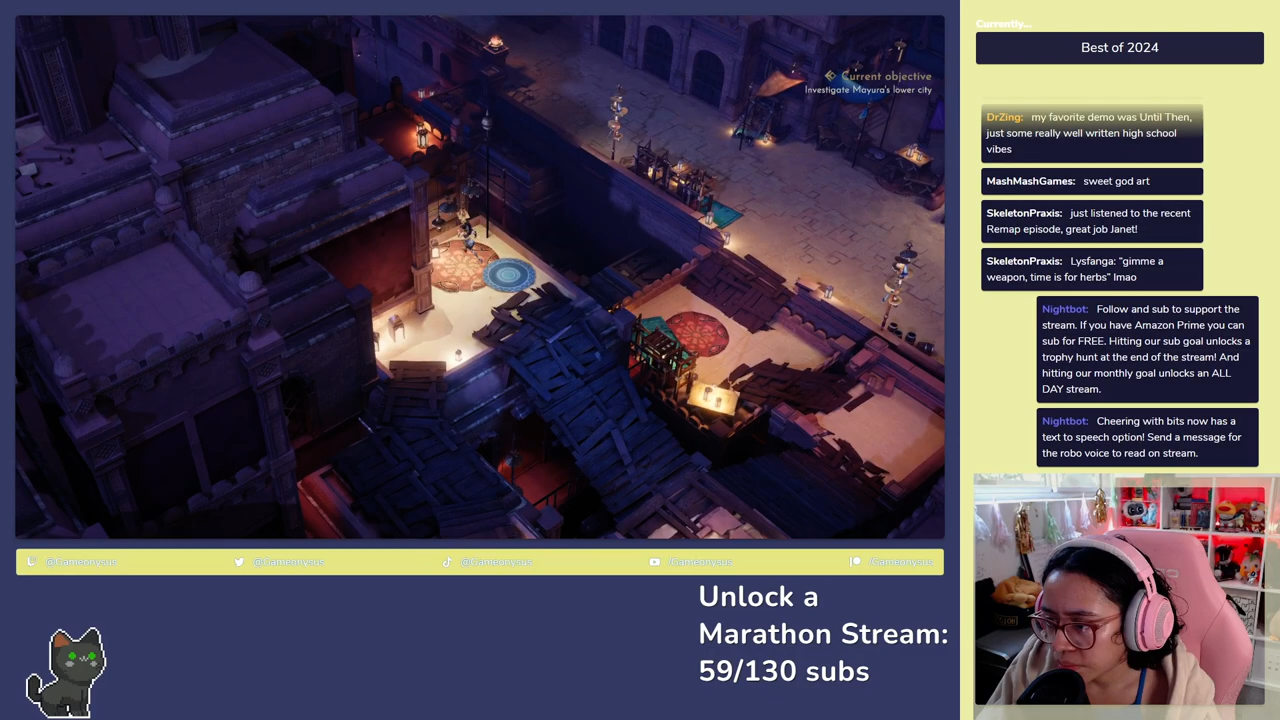 Current objective
Investigate Mayura's lower city
Currently...
Best of 2024
DrZing: my favorite demo was Until Then,
just some really well written high school
vibes
MashMashGames: sweet god art
SkeletonPraxis: just listened to the recent
Remap episode, great job Janet!
SkeletonPraxis: Lysfanga: "gimme a
weapon, time is for herbs" lmao
Nightbot: Follow and sub to support the
stream. If you have Amazon Prime you can
sub for FREE. Hitting our sub goal unlocks a
trophy hunt at the end of the stream! And
hitting our monthly goal unlocks an ALL
DAY stream.
Nightbot: Cheering with bits now has a
text to speech option! Send a message for
the robo voice to read on stream.
@Gameonysus @Gameonysus @Gameonysus /Gameonysus /Gameonysus
Unlock a
Marathon Stream:
59/130 subs